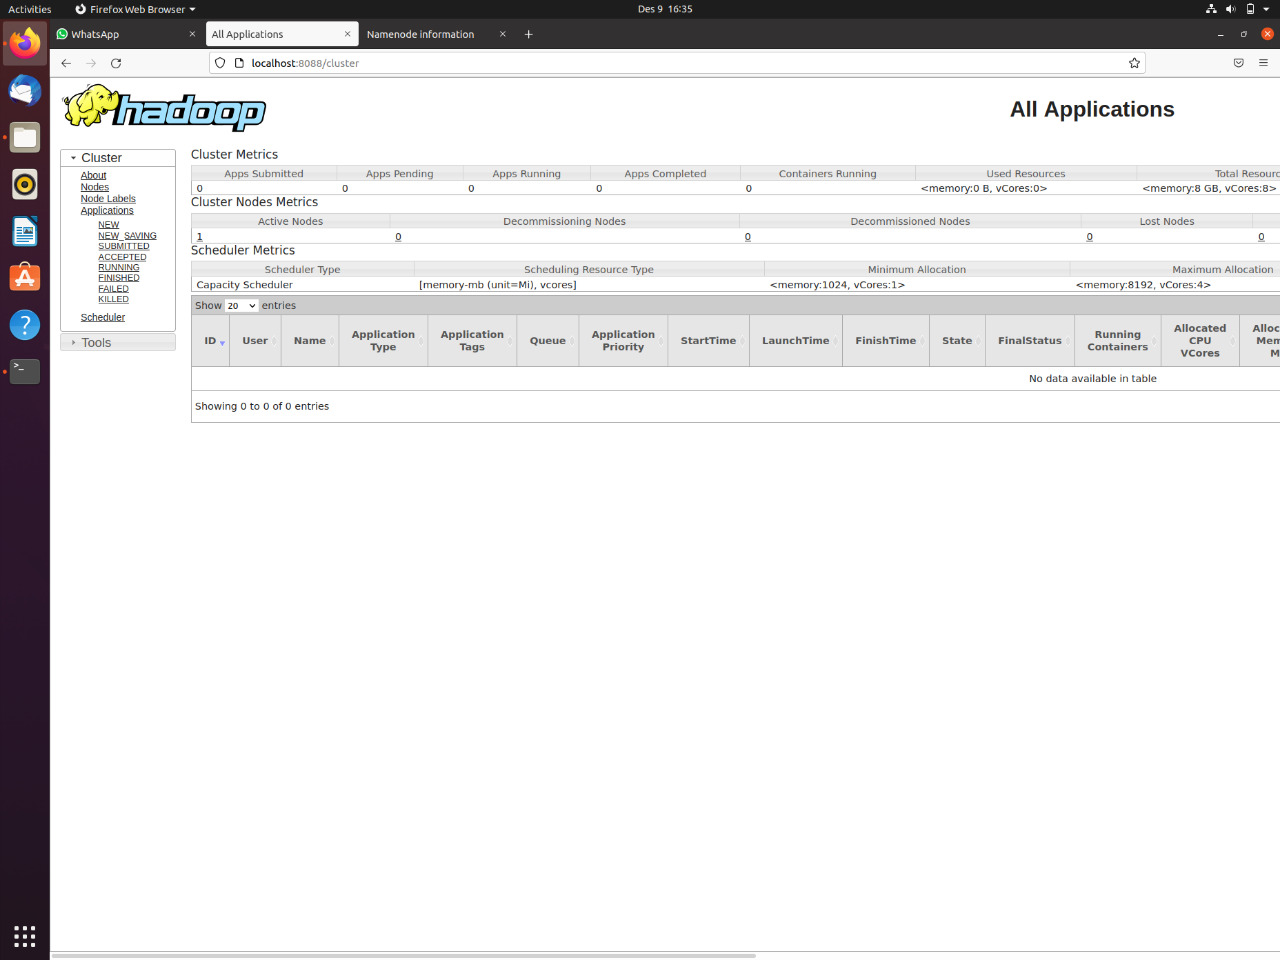 Activities Firefox Web Browser Des 9 16:35
WhatsApp All Applications Namenode information
localhost:8088/cluster
hadoop
All Applications
Cluster
About
Nodes
Node Labels
Applications
NEW
NEW_SAVING
SUBMITTED
ACCEPTED
RUNNING
FINISHED
FAILED
KILLED
Scheduler
Tools
Cluster Metrics
Apps Submitted Apps Pending Apps Running Apps Completed Containers Running Used Resources Total Resourc
0 0 0 0 0 <memory:0 B, vCores:0> <memory:8 GB, vCores:8>
Cluster Nodes Metrics
Active Nodes Decommissioning Nodes Decommissioned Nodes Lost Nodes
1 0 0 0 0
Scheduler Metrics
Scheduler Type Scheduling Resource Type Minimum Allocation Maximum Allocation
Capacity Scheduler [memory-mb (unit=Mi), vcores] <memory:1024, vCores:1> <memory:8192, vCores:4>
Show 20 entries
ID User Name Application Type Application Tags Queue Application Priority StartTime LaunchTime FinishTime State FinalStatus Running Containers Allocated CPU VCores Alloc Mem M
No data available in table
Showing 0 to 0 of 0 entries